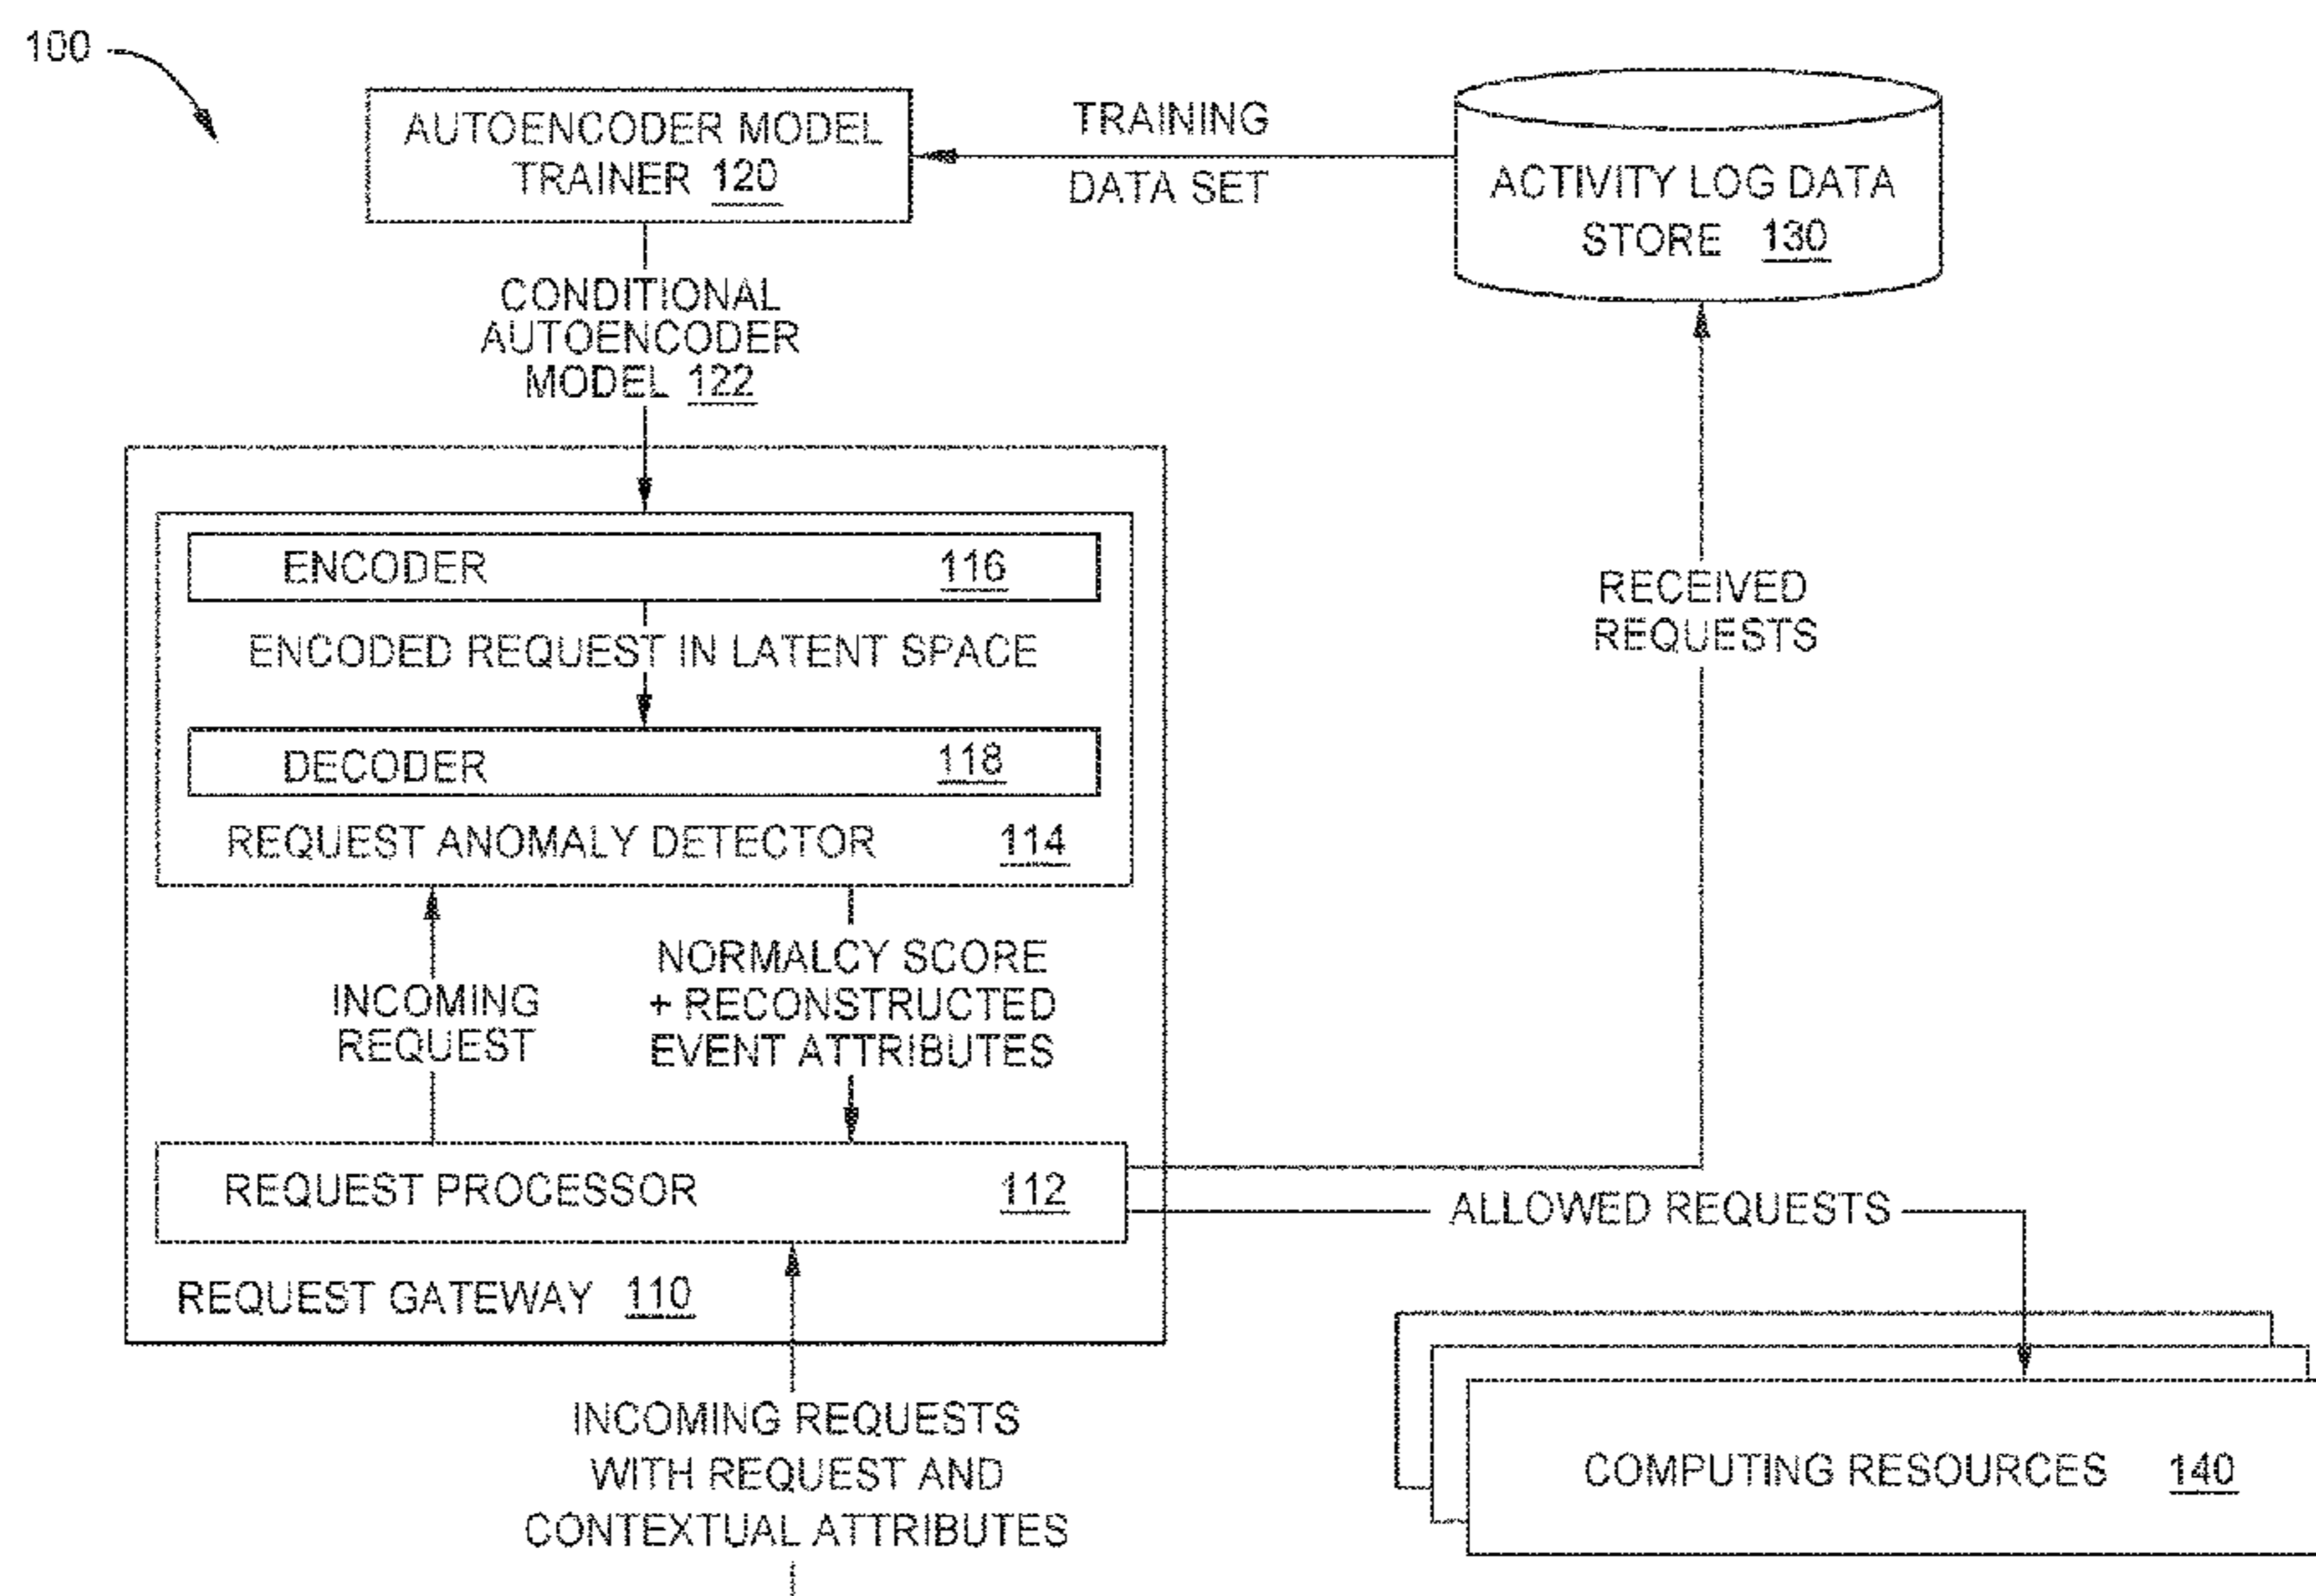 100
AUTOENCODER MODEL
TRAINER 120
TRAINING
DATA SET
ACTIVITY LOG DATA
STORE 130
CONDITIONAL
AUTOENCODER
MODEL 122
ENCODER 116
ENCODED REQUEST IN LATENT SPACE
DECODER 118
REQUEST ANOMALY DETECTOR 114
RECEIVED
REQUESTS
INCOMING
REQUEST
NORMALCY SCORE
+ RECONSTRUCTED
EVENT ATTRIBUTES
REQUEST PROCESSOR 112
ALLOWED REQUESTS
REQUEST GATEWAY 110
INCOMING REQUESTS
WITH REQUEST AND
CONTEXTUAL ATTRIBUTES
COMPUTING RESOURCES 140